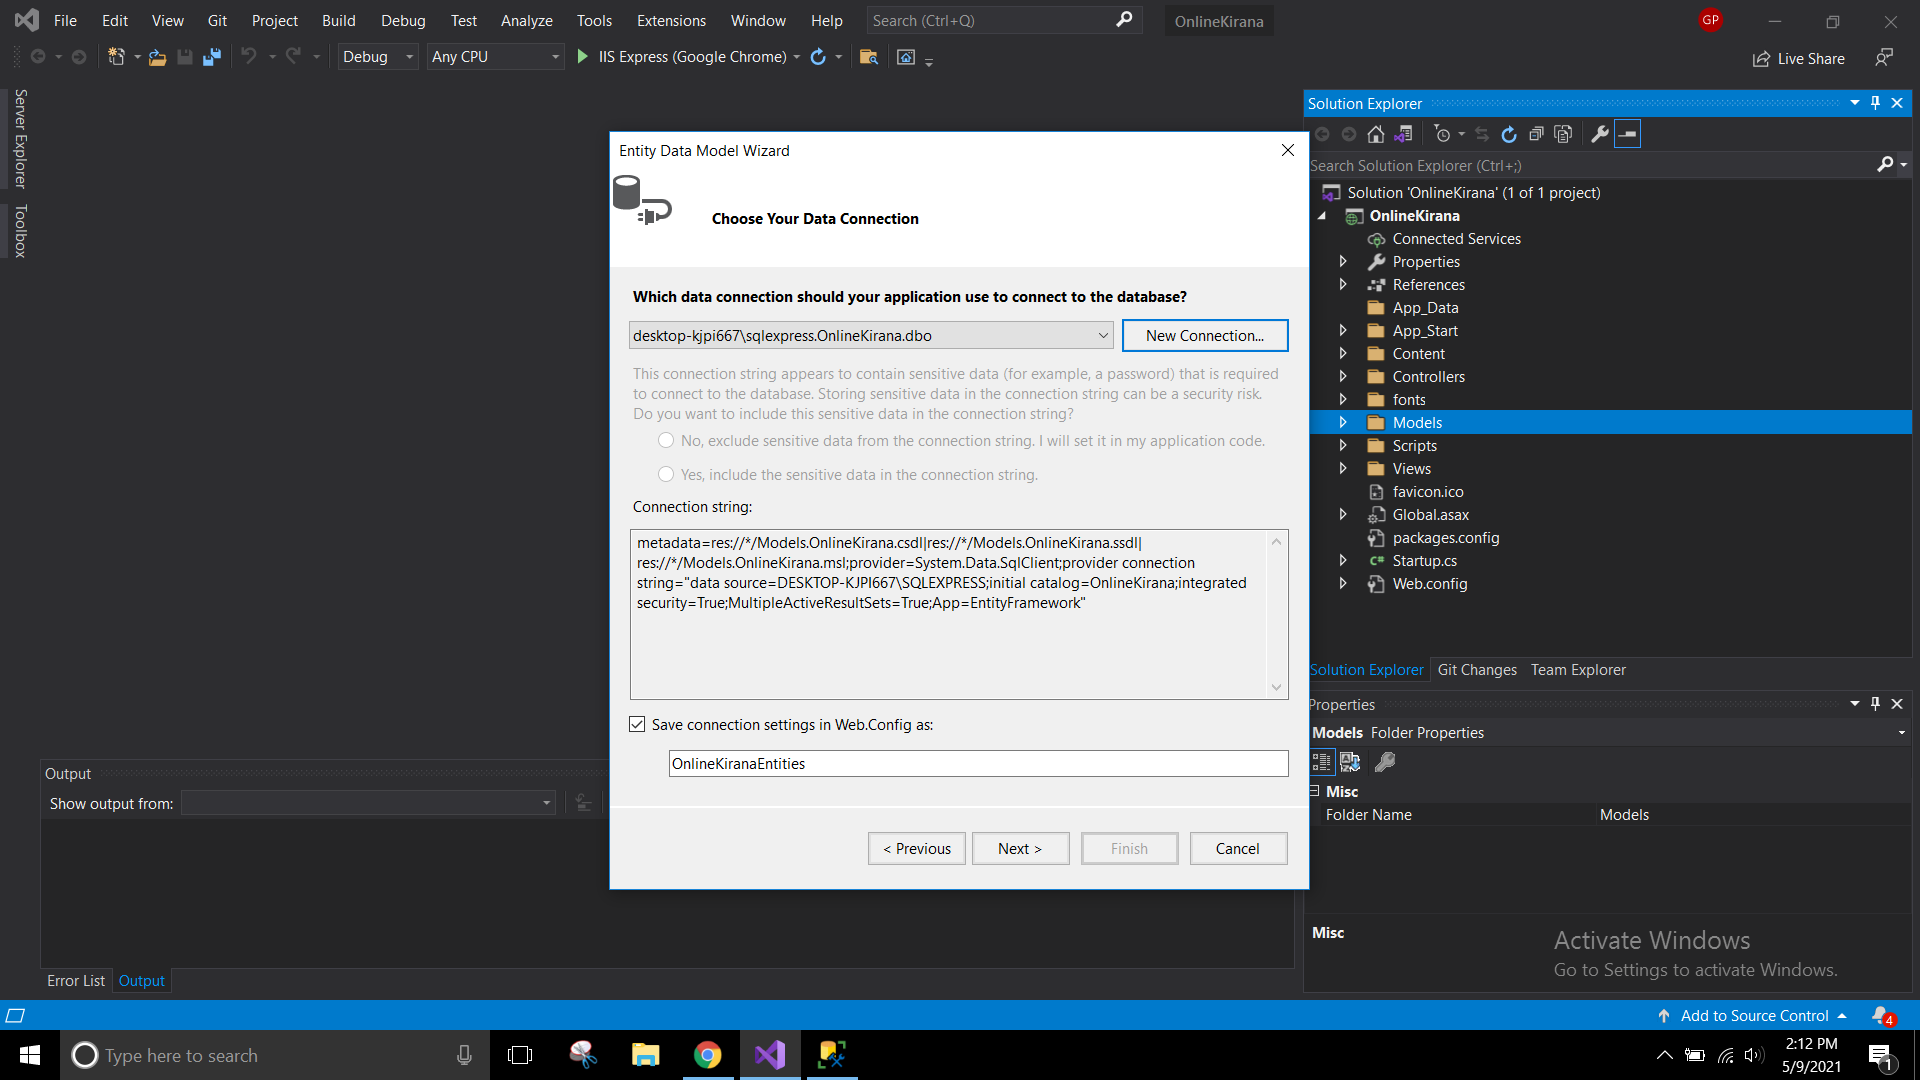 File Edit View Git Project Build Debug Test Analyze Tools Extensions Window Help Search (Ctrl+Q) OnlineKirana GP
Debug Any CPU IIS Express (Google Chrome) Live Share
Server Explorer
Toolbox
Entity Data Model Wizard
Choose Your Data Connection
Which data connection should your application use to connect to the database?
desktop-kjpi667\sqlexpress.OnlineKirana.dbo New Connection...
This connection string appears to contain sensitive data (for example, a password) that is required
to connect to the database. Storing sensitive data in the connection string can be a security risk.
Do you want to include this sensitive data in the connection string?
No, exclude sensitive data from the connection string. I will set it in my application code.
Yes, include the sensitive data in the connection string.
Connection string:
metadata=res://*/Models.OnlineKirana.csdl|res://*/Models.OnlineKirana.ssdl|
res://*/Models.OnlineKirana.msl;provider=System.Data.SqlClient;provider connection
string="data source=DESKTOP-KJPI667\SQLEXPRESS;initial catalog=OnlineKirana;integrated
security=True;MultipleActiveResultSets=True;App=EntityFramework"
Save connection settings in Web.Config as:
OnlineKiranaEntities
< Previous Next > Finish Cancel
Solution Explorer
Search Solution Explorer (Ctrl+;)
Solution 'OnlineKirana' (1 of 1 project)
OnlineKirana
Connected Services
Properties
References
App_Data
App_Start
Content
Controllers
fonts
Models
Scripts
Views
favicon.ico
Global.asax
packages.config
C# Startup.cs
Web.config
Solution Explorer Git Changes Team Explorer
Properties
Models Folder Properties
Misc
Folder Name Models
Misc
Activate Windows
Go to Settings to activate Windows.
Output
Show output from:
Error List Output
Add to Source Control 4
Type here to search
2:12 PM
5/9/2021
1